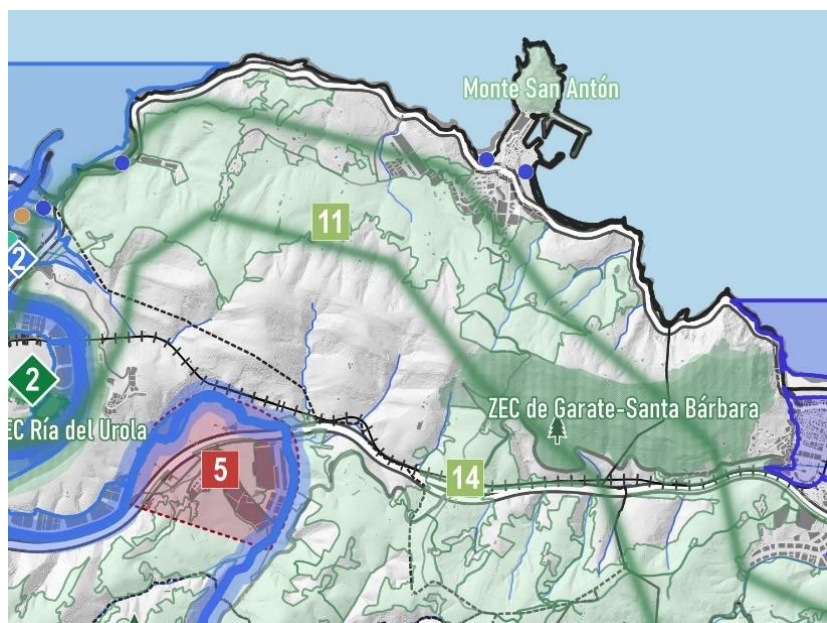 Monte San Antón
11
2
2
ZEC de Garate-Santa Bárbara
EC Ría del Urola
5
14